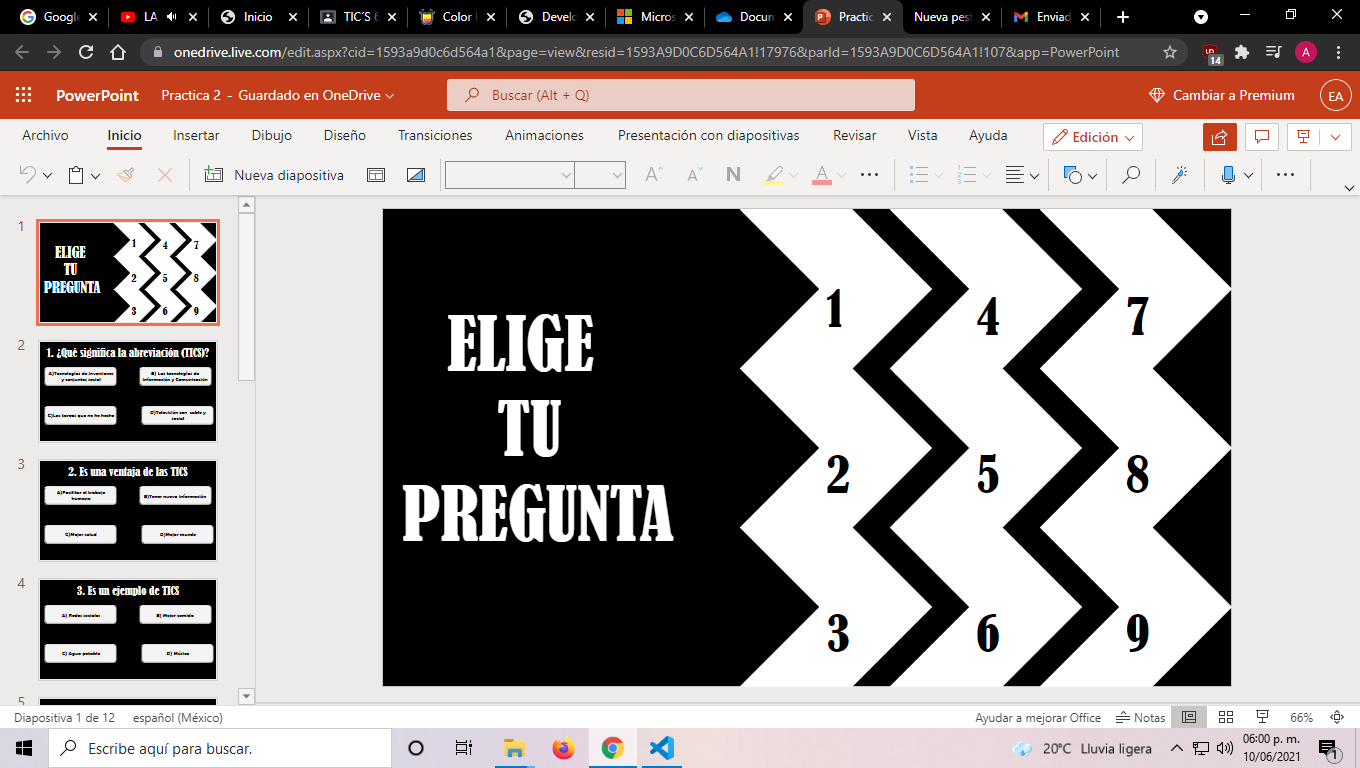 Google
LA
Inicio
TIC´S 6
Color
Develo
Micros
Docum
Practic
Nueva pest
Enviad
onedrive.live.com/edit.aspx?cid=1593a9d0c6d564a1&page=view&resid=1593A9D0C6D564A1!17976&parId=1593A9D0C6D564A1!107&app=PowerPoint
14
A
PowerPoint
Practica 2 - Guardado en OneDrive
Buscar (Alt + Q)
Cambiar a Premium
EA
Archivo Inicio Insertar Dibujo Diseño Transiciones Animaciones Presentación con diapositivas Revisar Vista Ayuda Edición
Nueva diapositiva
N
1
ELIGE
TU
PREGUNTA
1 4 7
2 5 8
3 6 9
2
1. ¿Qué significa la abreviación (TICS)?
A)Tecnologías de inventores y conjuntos social
B) Las tecnologías de información y Comunicación
C)Las tareas que no he hecho
D)Televisión con cable y social
3
2. Es una ventaja de las TICS
A)Facilitar el trabajo humano
B)Tener nueva información
C)Mejor salud
D)Mejor mundo
4
3. Es un ejemplo de TICS
A) Redes sociales
B) Mejor comida
C) Agua potable
D) Música
5
ELIGE
TU
PREGUNTA
1 4 7
2 5 8
3 6 9
Diapositiva 1 de 12 español (México)
Ayudar a mejorar Office Notas 66%
Escribe aquí para buscar.
20°C Lluvia ligera
06:00 p. m.
10/06/2021
1